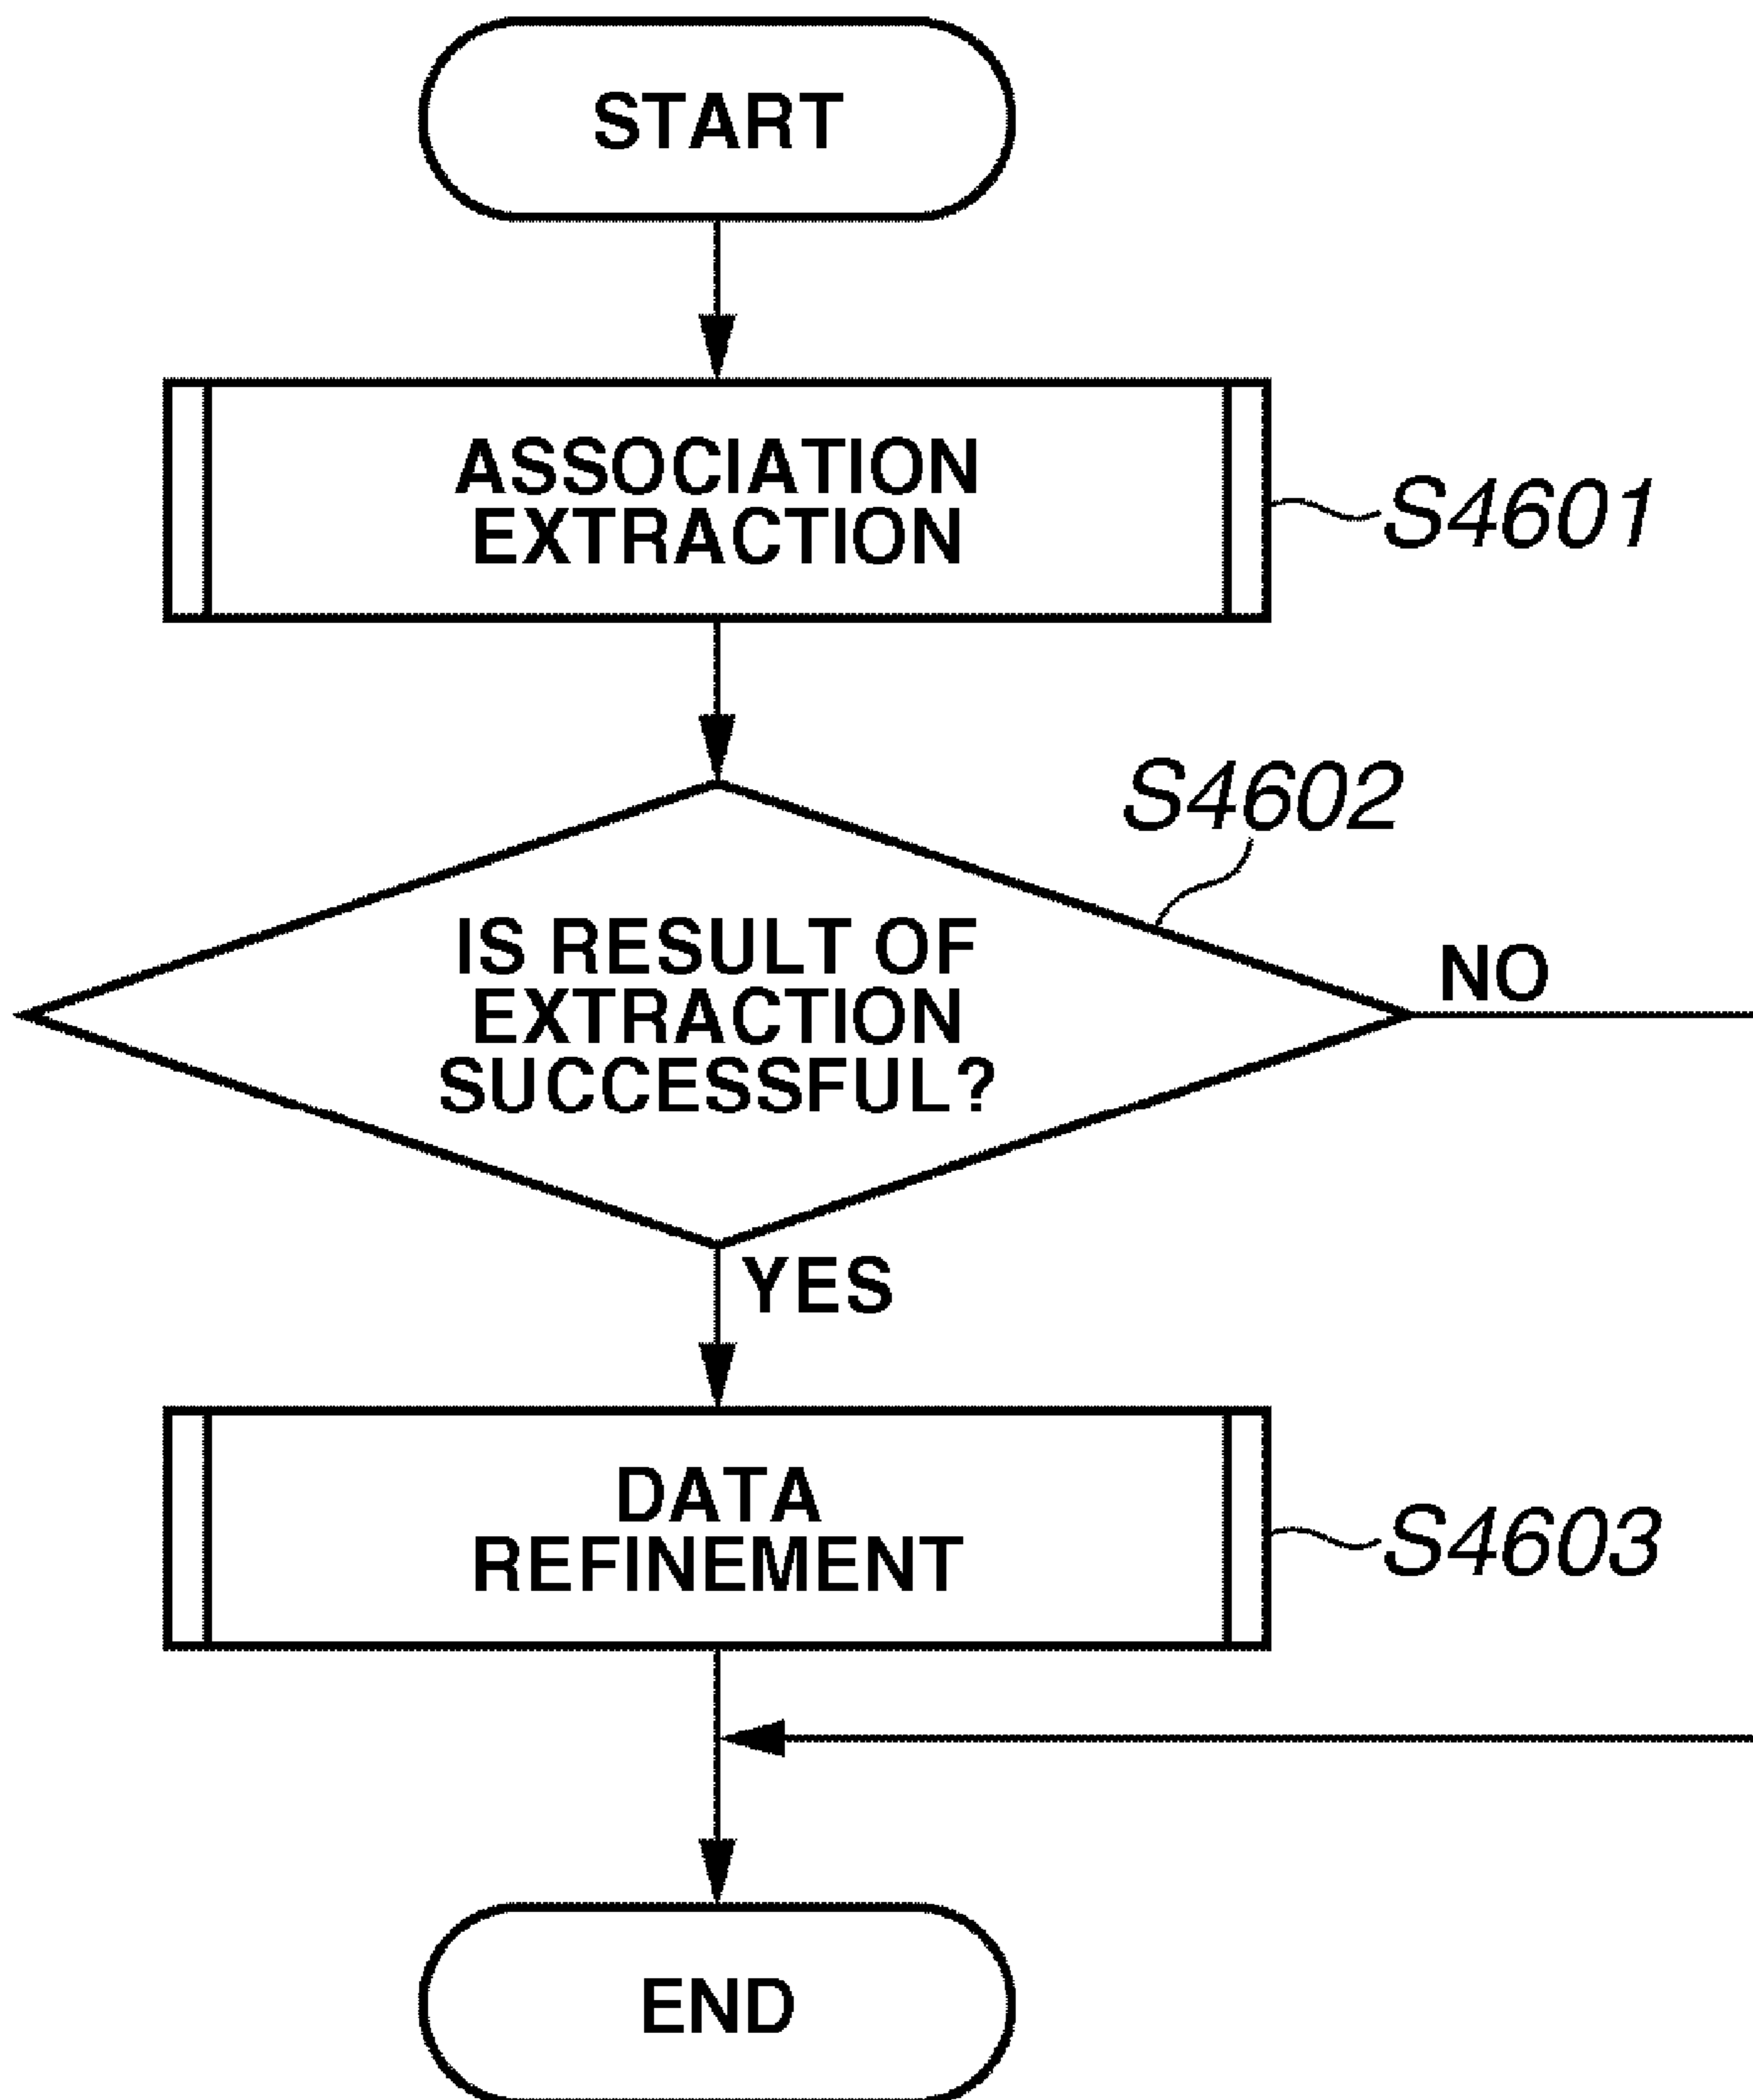 START
ASSOCIATION
EXTRACTION
S4601
S4602
IS RESULT OF
EXTRACTION
SUCCESSFUL?
NO
YES
DATA
REFINEMENT
S4603
END